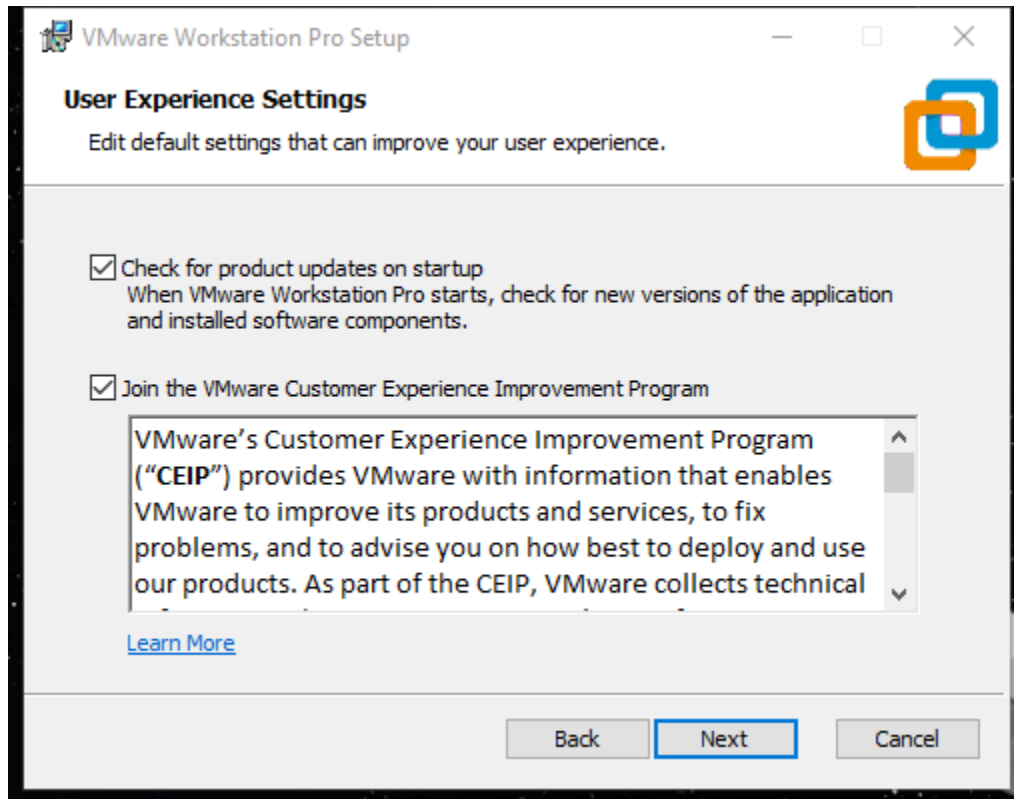 VMware Workstation Pro Setup
User Experience Settings
Edit default settings that can improve your user experience.
Check for product updates on startup
When VMware Workstation Pro starts, check for new versions of the application
and installed software components.
Join the VMware Customer Experience Improvement Program
VMware’s Customer Experience Improvement Program
(“CEIP”) provides VMware with information that enables
VMware to improve its products and services, to fix
problems, and to advise you on how best to deploy and use
our products. As part of the CEIP, VMware collects technical
Learn More
Back
Next
Cancel